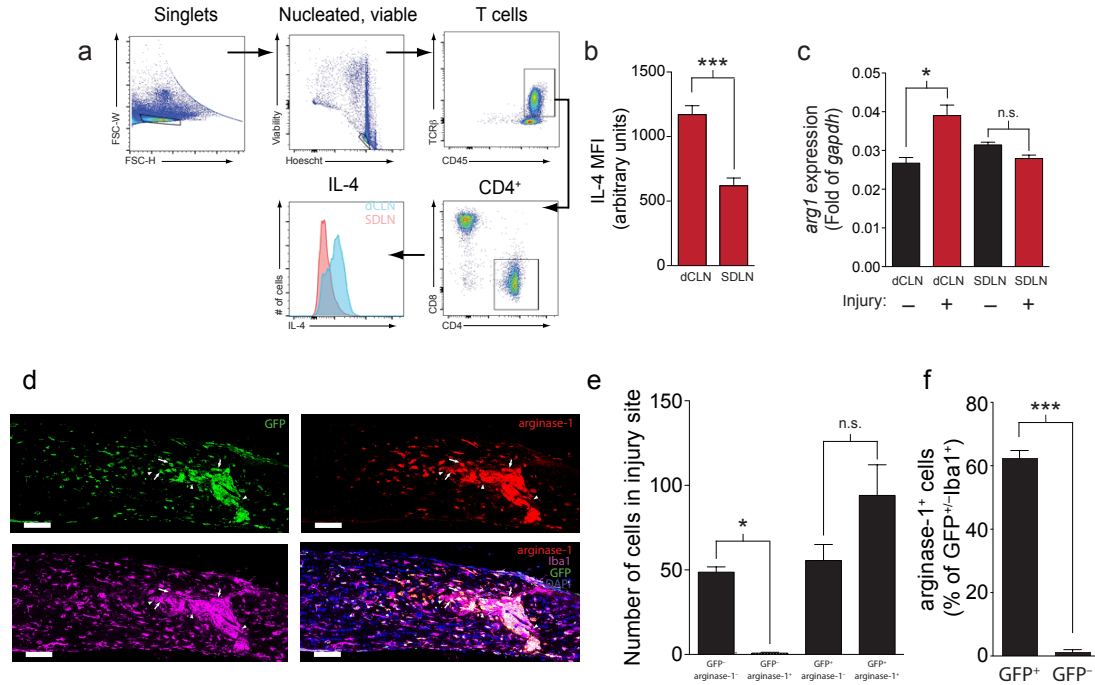 a
Singlets
Nucleated, viable
T cells
FSC-W
FSC-H
Viability
Hoescht
TCRβ
CD45
IL-4
CD4⁺
dCLN
SDLN
# of cells
IL-4
CD8
CD4
b
***
1500
1000
500
0
IL-4 MFI
(arbitrary units)
dCLN SDLN
c
*
n.s.
0.05
0.04
0.03
0.02
0.01
0.00
arg1 expression
(Fold of gapdh)
dCLN dCLN SDLN SDLN
Injury: – + – +
d
GFP
arginase-1
arginase-1
Iba1
GFP
DAPI
e
150
100
50
0
Number of cells in injury site
*
n.s.
GFP⁻ GFP⁻ GFP⁺ GFP⁺
arginase-1⁻ arginase-1⁺ arginase-1⁻ arginase-1⁺
f
***
80
60
40
20
0
arginase-1⁺ cells
(% of GFP⁺/⁻Iba1⁺)
GFP⁺ GFP⁻